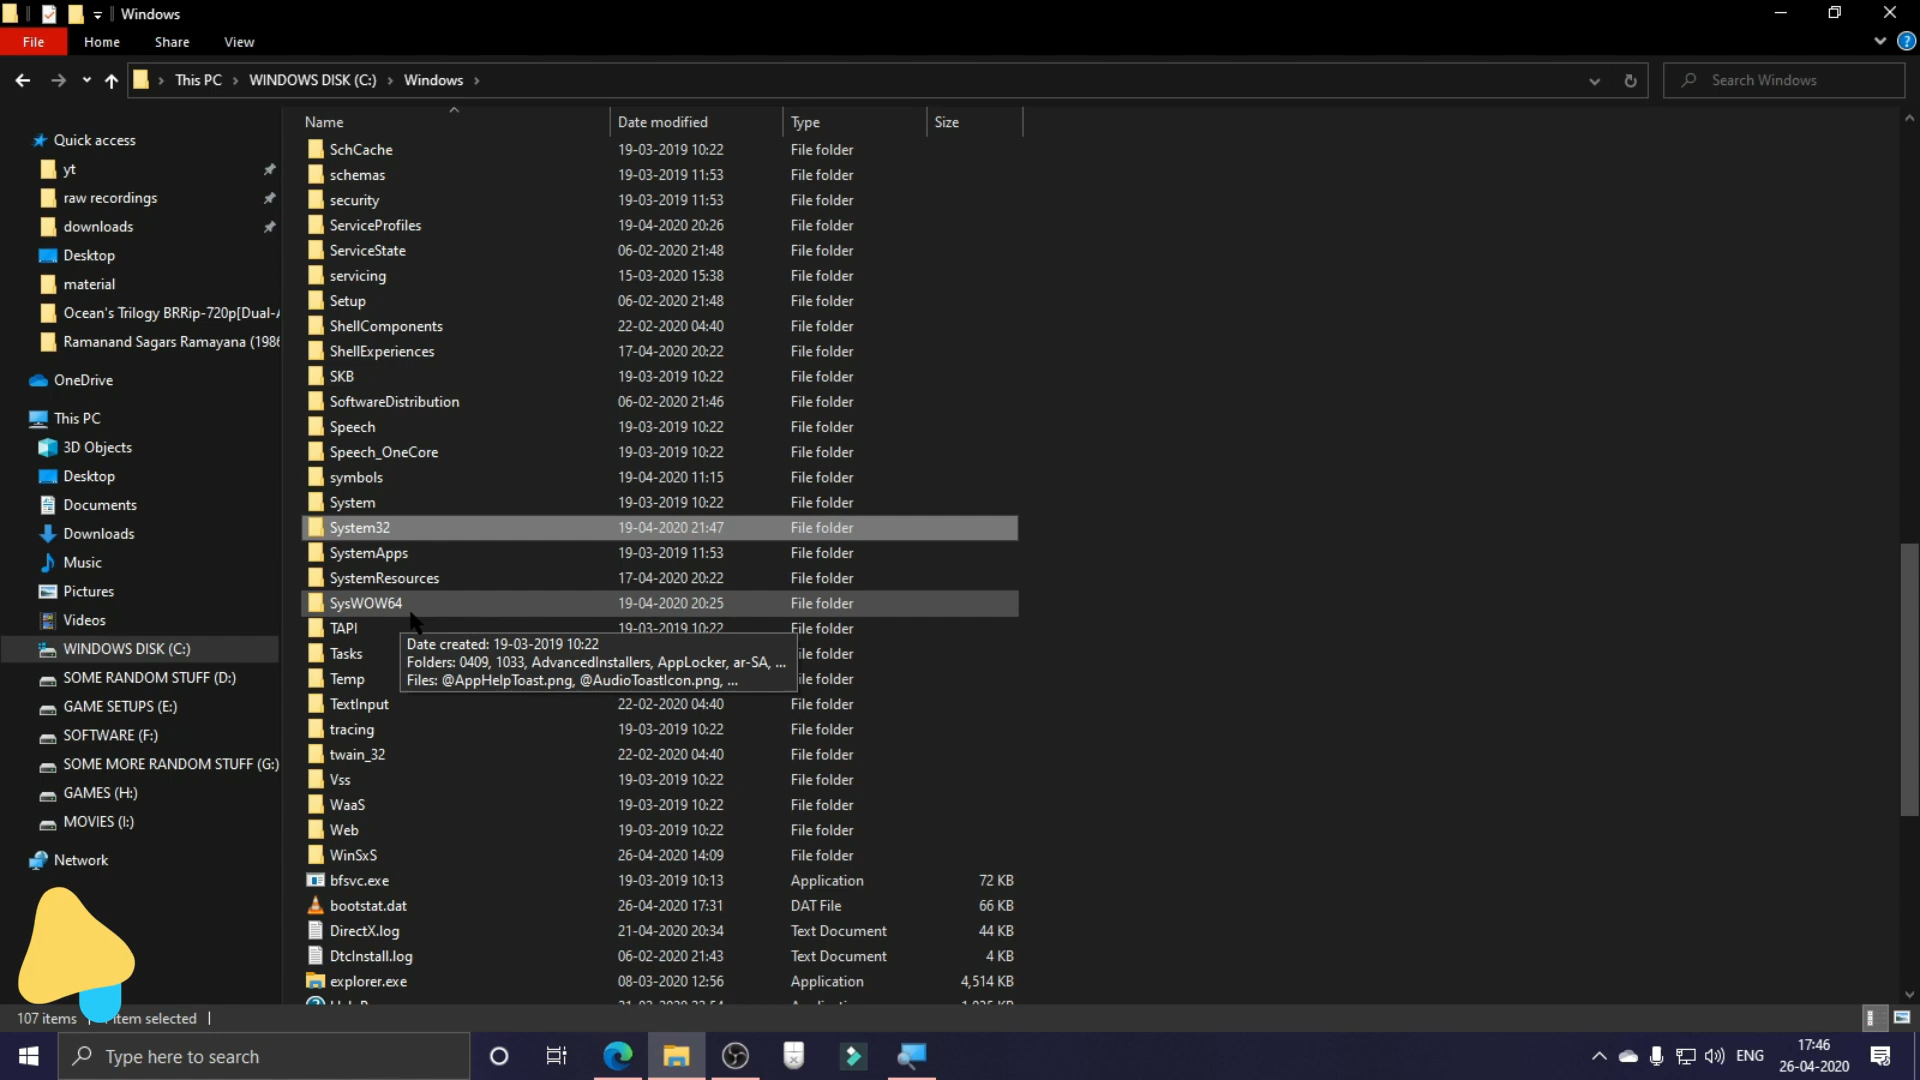 Windows
File Home Share View
This PC WINDOWS DISK (C:) Windows
Search Windows
Name Date modified Type Size
Quick access
yt
raw recordings
downloads
Desktop
material
Ocean's Trilogy BRRip-720p[Dual-
Ramanand Sagars Ramayana (198
OneDrive
This PC
3D Objects
Desktop
Documents
Downloads
Music
Pictures
Videos
WINDOWS DISK (C:)
SOME RANDOM STUFF (D:)
GAME SETUPS (E:)
SOFTWARE (F:)
SOME MORE RANDOM STUFF (G:)
GAMES (H:)
MOVIES (I:)
Network
SchCache 19-03-2019 10:22 File folder
schemas 19-03-2019 11:53 File folder
security 19-03-2019 11:53 File folder
ServiceProfiles 19-04-2020 20:26 File folder
ServiceState 06-02-2020 21:48 File folder
servicing 15-03-2020 15:38 File folder
Setup 06-02-2020 21:48 File folder
ShellComponents 22-02-2020 04:40 File folder
ShellExperiences 17-04-2020 20:22 File folder
SKB 19-03-2019 10:22 File folder
SoftwareDistribution 06-02-2020 21:46 File folder
Speech 19-03-2019 10:22 File folder
Speech_OneCore 19-03-2019 10:22 File folder
symbols 19-04-2020 11:15 File folder
System 19-03-2019 10:22 File folder
System32 19-04-2020 21:47 File folder
SystemApps 19-03-2019 11:53 File folder
SystemResources 17-04-2020 20:22 File folder
SysWOW64 19-04-2020 20:25 File folder
TAPI 19-03-2019 10:22 File folder
Tasks ile folder
Temp ile folder
Date created: 19-03-2019 10:22
Folders: 0409, 1033, AdvancedInstallers, AppLocker, ar-SA, ...
Files: @AppHelpToast.png, @AudioToastIcon.png, ...
TextInput 22-02-2020 04:40 File folder
tracing 19-03-2019 10:22 File folder
twain_32 22-02-2020 04:40 File folder
Vss 19-03-2019 10:22 File folder
WaaS 19-03-2019 10:22 File folder
Web 19-03-2019 10:22 File folder
WinSxS 26-04-2020 14:09 File folder
bfsvc.exe 19-03-2019 10:13 Application 72 KB
bootstat.dat 26-04-2020 17:31 DAT File 66 KB
DirectX.log 21-04-2020 20:34 Text Document 44 KB
DtcInstall.log 06-02-2020 21:43 Text Document 4 KB
explorer.exe 08-03-2020 12:56 Application 4,514 KB
107 items item selected
Type here to search
ENG
17:46
26-04-2020